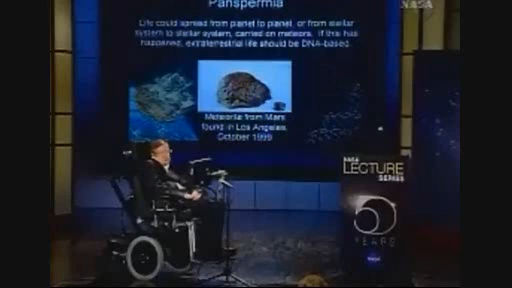 Panspermia
NASA
Life could spread from planet to planet, or from stellar
system to stellar system, carried on meteors. If this has
happened, extraterrestrial life should be DNA-based.
Meteorite from Mars
found in Los Angeles,
October 1999
NASA
LECTURE
SERIES
50
YEARS
NASA